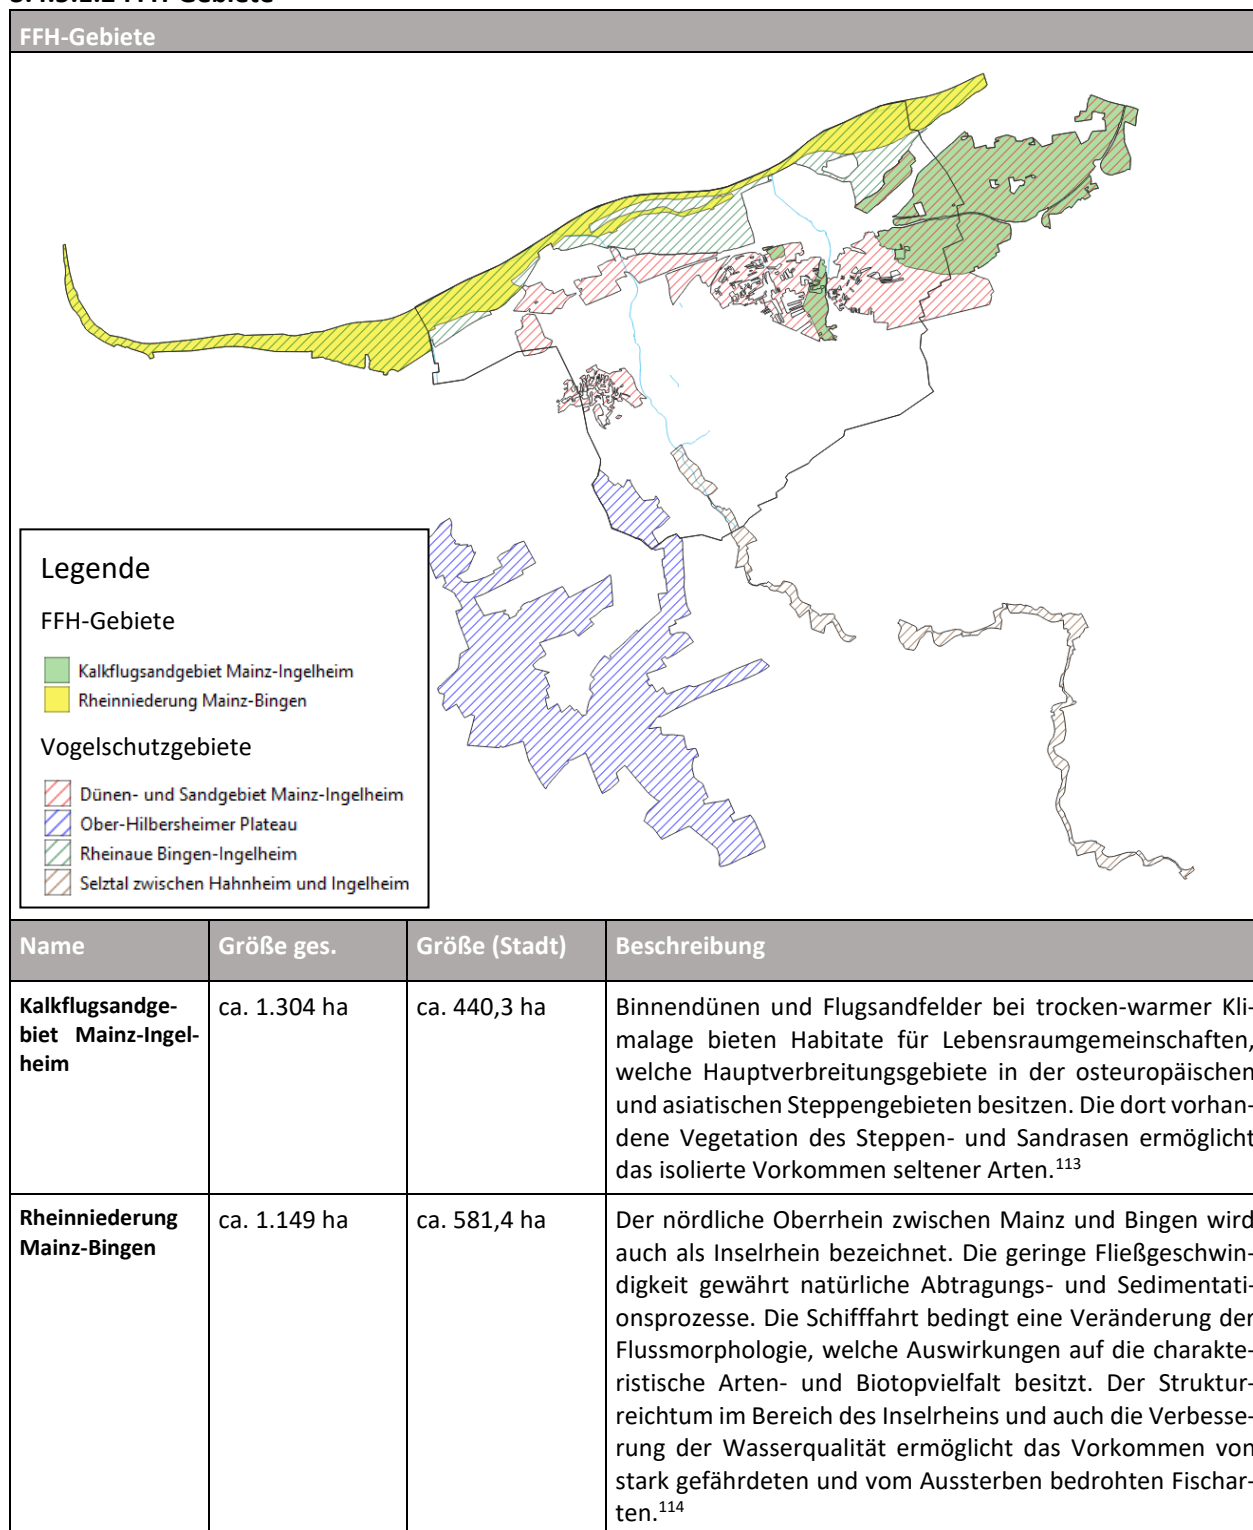 FFH-Gebiete
Legende
FFH-Gebiete
Kalkflugsandgebiet Mainz-Ingelheim
Rheinniederung Mainz-Bingen
Vogelschutzgebiete
Dünen- und Sandgebiet Mainz-Ingelheim
Ober-Hilbersheimer Plateau
Rheinaue Bingen-Ingelheim
Selztal zwischen Hahnheim und Ingelheim
Name Größe ges. Größe (Stadt) Beschreibung
Kalkflugsandge-
biet Mainz-Ingel-
heim
ca. 1.304 ha
ca. 440,3 ha
Binnendünen und Flugsandfelder bei trocken-warmer Kli-
malage bieten Habitate für Lebensraumgemeinschaften,
welche Hauptverbreitungsgebiete in der osteuropäischen
und asiatischen Steppengebieten besitzen. Die dort vorhan-
dene Vegetation des Steppen- und Sandrasen ermöglicht
das isolierte Vorkommen seltener Arten.113
Rheinniederung
Mainz-Bingen
ca. 1.149 ha
ca. 581,4 ha
Der nördliche Oberrhein zwischen Mainz und Bingen wird
auch als Inselrhein bezeichnet. Die geringe Fließgeschwin-
digkeit gewährt natürliche Abtragungs- und Sedimentati-
onsprozesse. Die Schifffahrt bedingt eine Veränderung der
Flussmorphologie, welche Auswirkungen auf die charakte-
ristische Arten- und Biotopvielfalt besitzt. Der Struktur-
reichtum im Bereich des Inselrheins und auch die Verbesse-
rung der Wasserqualität ermöglicht das Vorkommen von
stark gefährdeten und vom Aussterben bedrohten Fischar-
ten.114